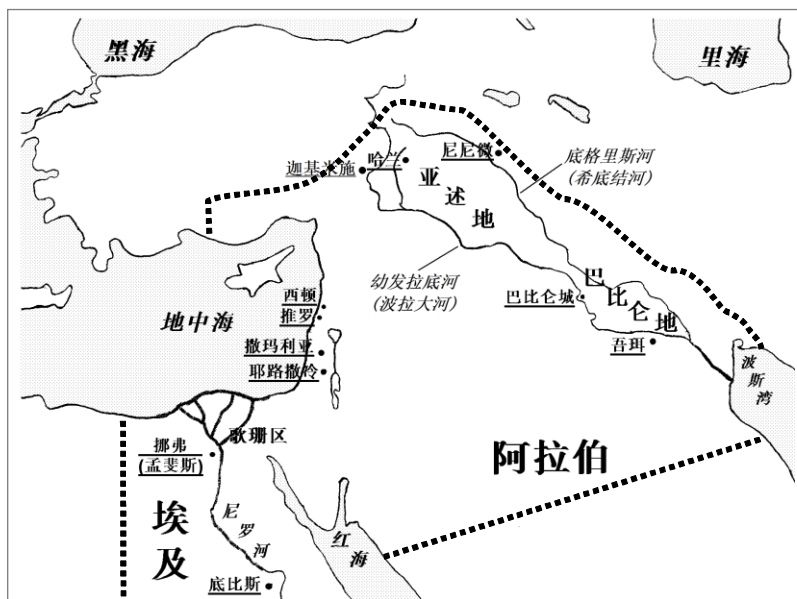 黑海
里海
迦基米施
哈兰
尼尼微
底格里斯河
(希底结河)
亚述地
幼发拉底河
(波拉大河)
巴比仑城
巴比仑地
吾珥
西顿
推罗
地中海
撒玛利亚
耶路撒冷
波斯湾
歌珊区
挪弗
(孟斐斯)
阿拉伯
埃及
尼罗河
红海
底比斯